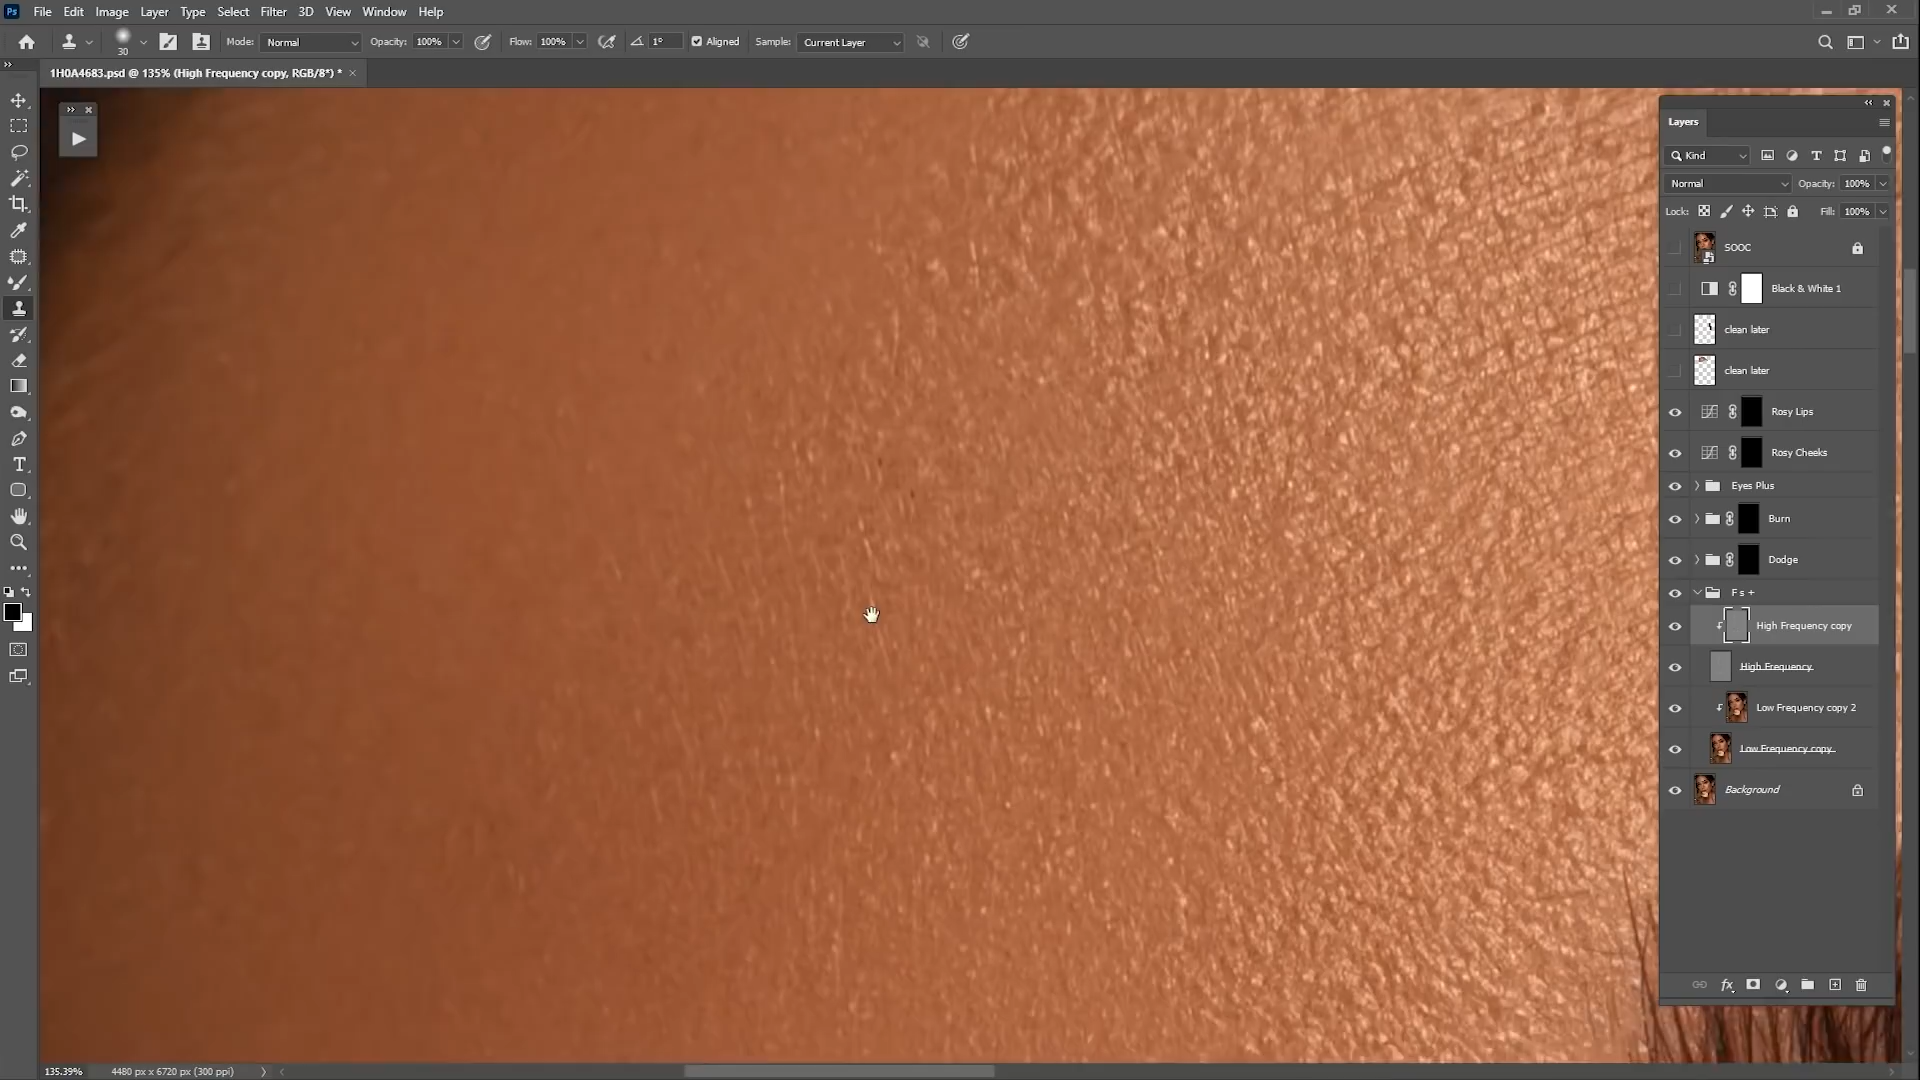 Ps File Edit Image Layer Type Select Filter 3D View Window Help
30 Mode: Normal Opacity: 100% Flow: 100% 1° Aligned Sample: Current Layer
1H0A4683.psd @ 135% (High Frequency copy, RGB/8*) *
Layers
Kind
Normal Opacity: 100%
Lock: Fill: 100%
SOOC
Black & White 1
clean later
clean later
Rosy Lips
Rosy Cheeks
Eyes Plus
Burn
Dodge
F s +
High Frequency copy
High Frequency
Low Frequency copy 2
Low Frequency copy
Background
135.39% 4480 px x 6720 px (300 ppi)